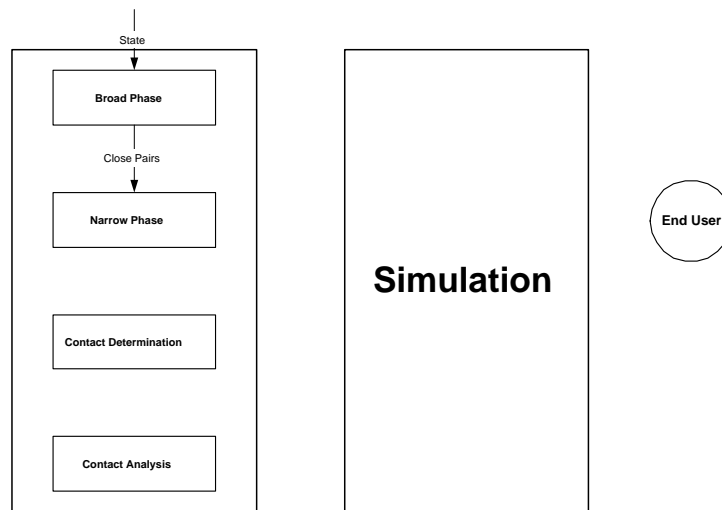 State
Broad Phase
Close Pairs
Narrow Phase
Contact Determination
Contact Analysis
Simulation
End User